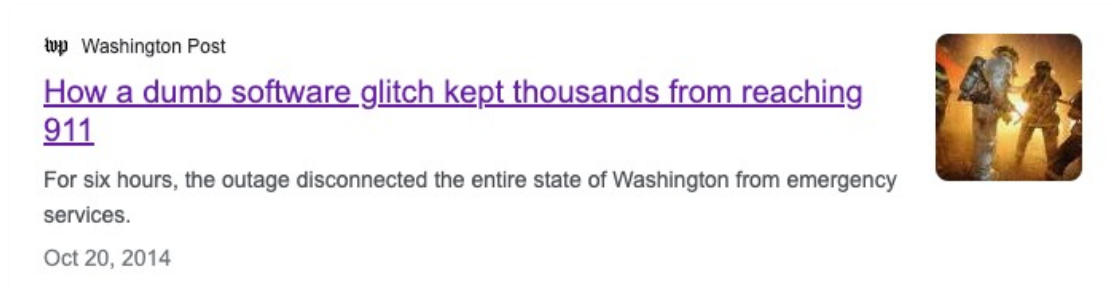 wp Washington Post
How a dumb software glitch kept thousands from reaching
911
For six hours, the outage disconnected the entire state of Washington from emergency
services.
Oct 20, 2014